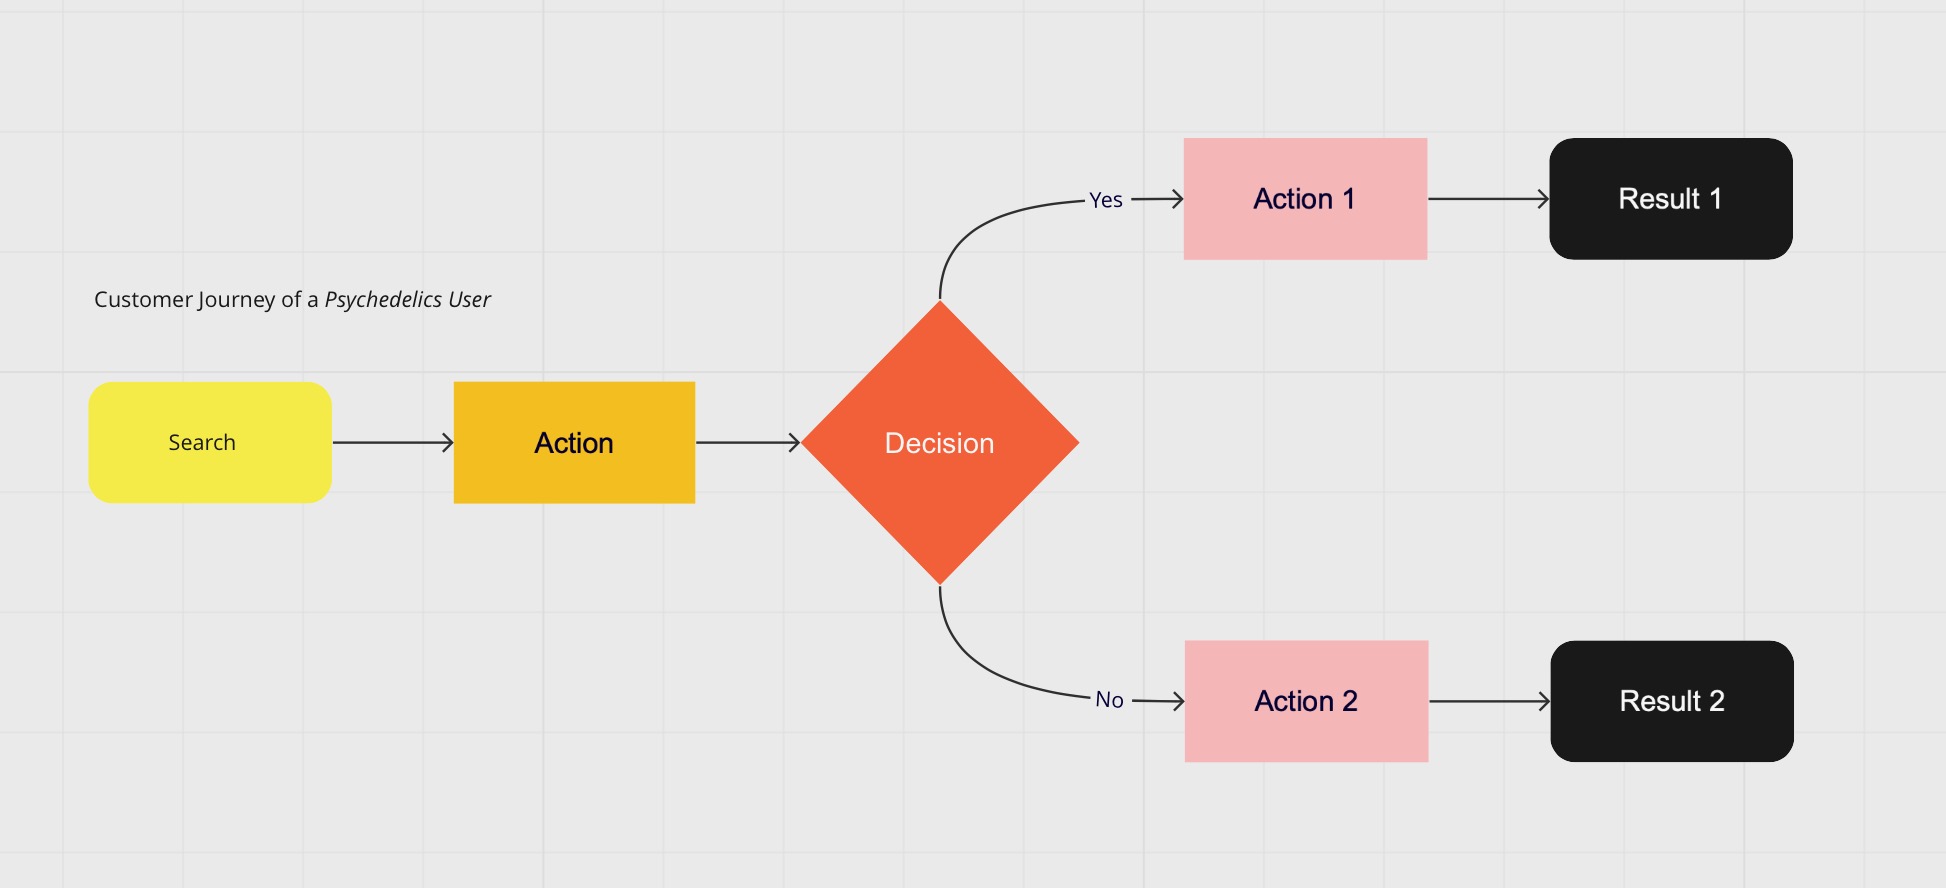 Customer Journey of a Psychedelics User
Search
Action
Decision
Yes
Action 1
Result 1
No
Action 2
Result 2